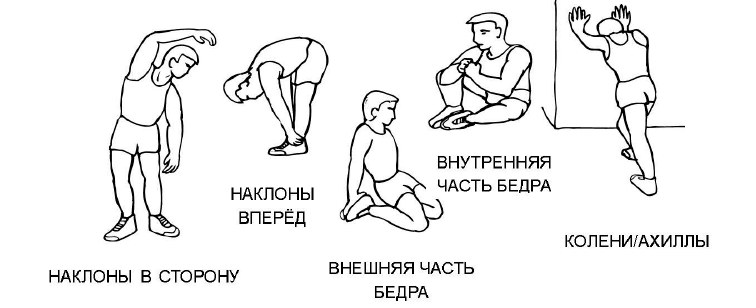 НАКЛОНЫ В СТОРОНУ
НАКЛОНЫ
ВПЕРЁД
ВНЕШНЯЯ ЧАСТЬ
БЕДРА
ВНУТРЕННЯЯ
ЧАСТЬ БЕДРА
КОЛЕНИ/АХИЛЛЫ